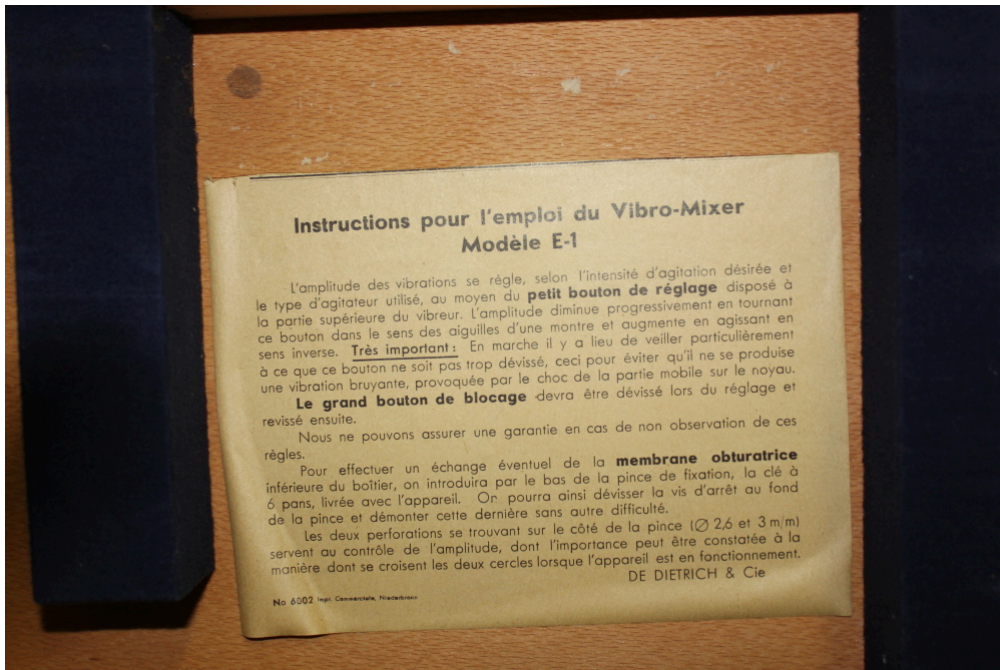 Instructions pour l'emploi du Vibro-Mixer
Modèle E-1
L'amplitude des vibrations se règle, selon l'intensité d'agitation désirée et
le type d'agitateur utilisé, au moyen du petit bouton de réglage disposé à
la partie supérieure du vibreur. L'amplitude diminue progressivement en tournant
ce bouton dans le sens des aiguilles d'une montre et augmente en agissant en
sens inverse. Très important : En marche il y a lieu de veiller particulièrement
à ce que ce bouton ne soit pas trop dévissé, ceci pour éviter qu'il ne se produise
une vibration bruyante, provoquée par le choc de la partie mobile sur le noyau.
Le grand bouton de blocage devra être dévissé lors du réglage et
revissé ensuite.
Nous ne pouvons assurer une garantie en cas de non observation de ces
règles.
Pour effectuer un échange éventuel de la membrane obturatrice
inférieure du boîtier, on introduira par le bas de la pince de fixation, la clé à
6 pans, livrée avec l'appareil. On pourra ainsi dévisser la vis d'arrêt au fond
de la pince et démonter cette dernière sans autre difficulté.
Les deux perforations se trouvant sur le côté de la pince (Ø 2,6 et 3 m/m)
servent au contrôle de l'amplitude, dont l'importance peut être constatée à la
manière dont se croisent les deux cercles lorsque l'appareil est en fonctionnement.
DE DIETRICH & Cie
No 6002 Impr. Commerciale, Niederbronn